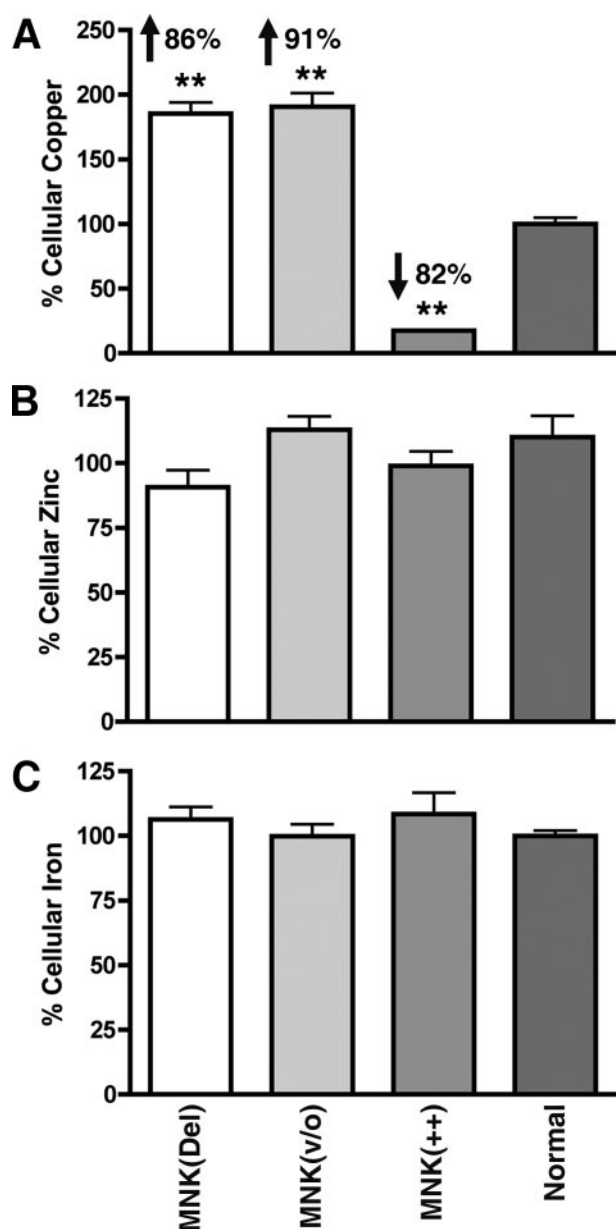 A
% Cellular Copper
250
200
150
100
50
0
86%
**
91%
**
82%
**
B
% Cellular Zinc
125
100
75
50
25
0
C
% Cellular Iron
125
100
75
50
25
0
MNK(Del)
MNK(v/o)
MNK(++)
Normal